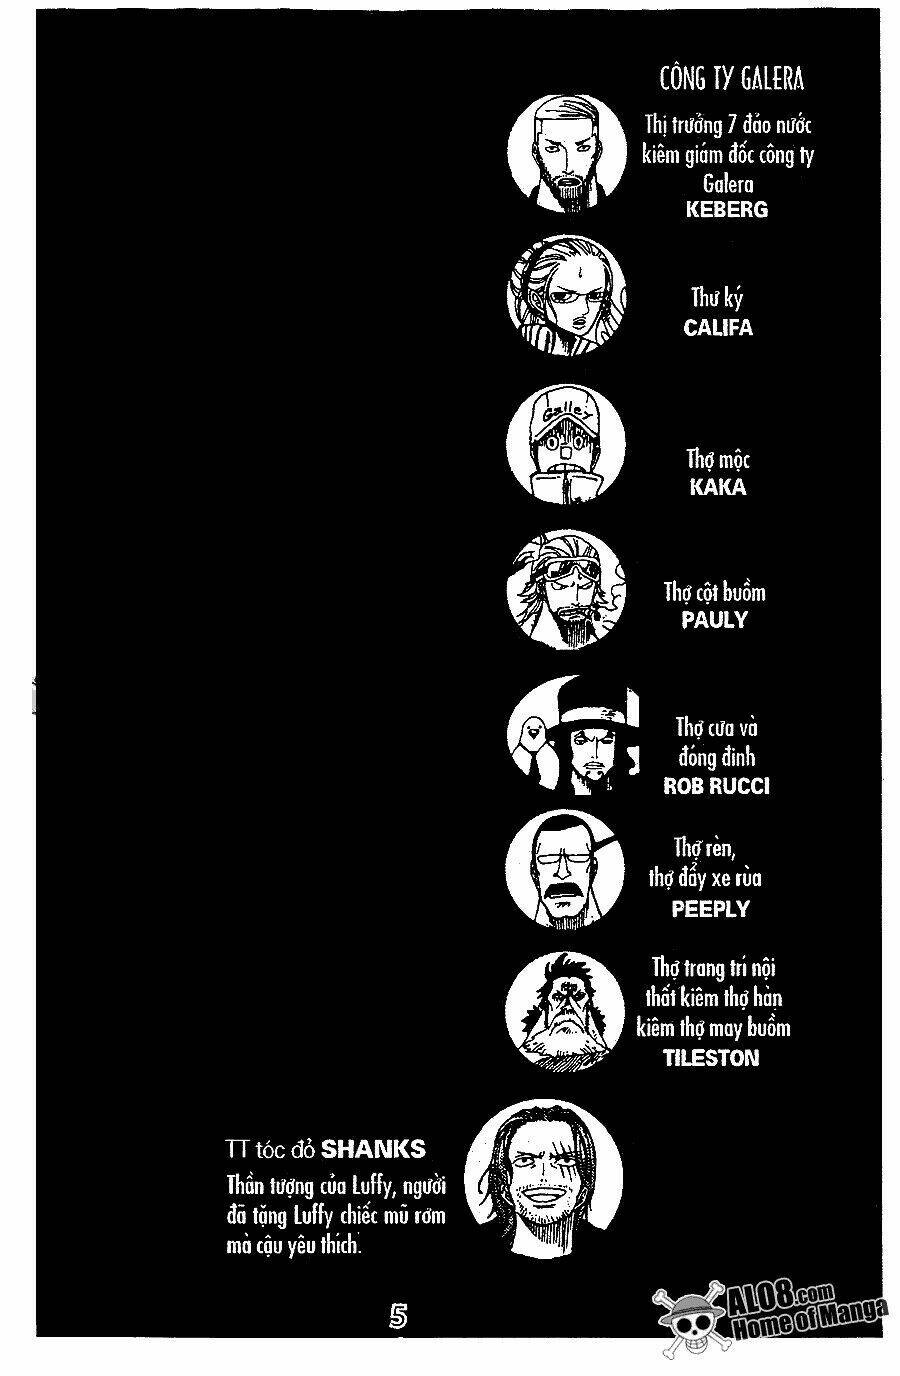 CÔNG TY GALERA
Thị trưởng 7 đảo nước
kiêm giám đốc công ty
Galera
KEBERG
Thư ký
CALIFA
Galley
Thợ mộc
KAKA
Thợ cột buồm
PAULY
Thợ cưa và
đóng đinh
ROB RUCCI
Thợ rèn,
thợ đẩy xe rùa
PEEPLY
Thợ trang trí nội
thất kiêm thợ hàn
kiêm thợ may buồm
TILESTON
TT tóc đỏ SHANKS
Thần tượng của Luffy, người
đã tặng Luffy chiếc mũ rơm
mà cậu yêu thích.
5
ALO8.com
Home of Manga